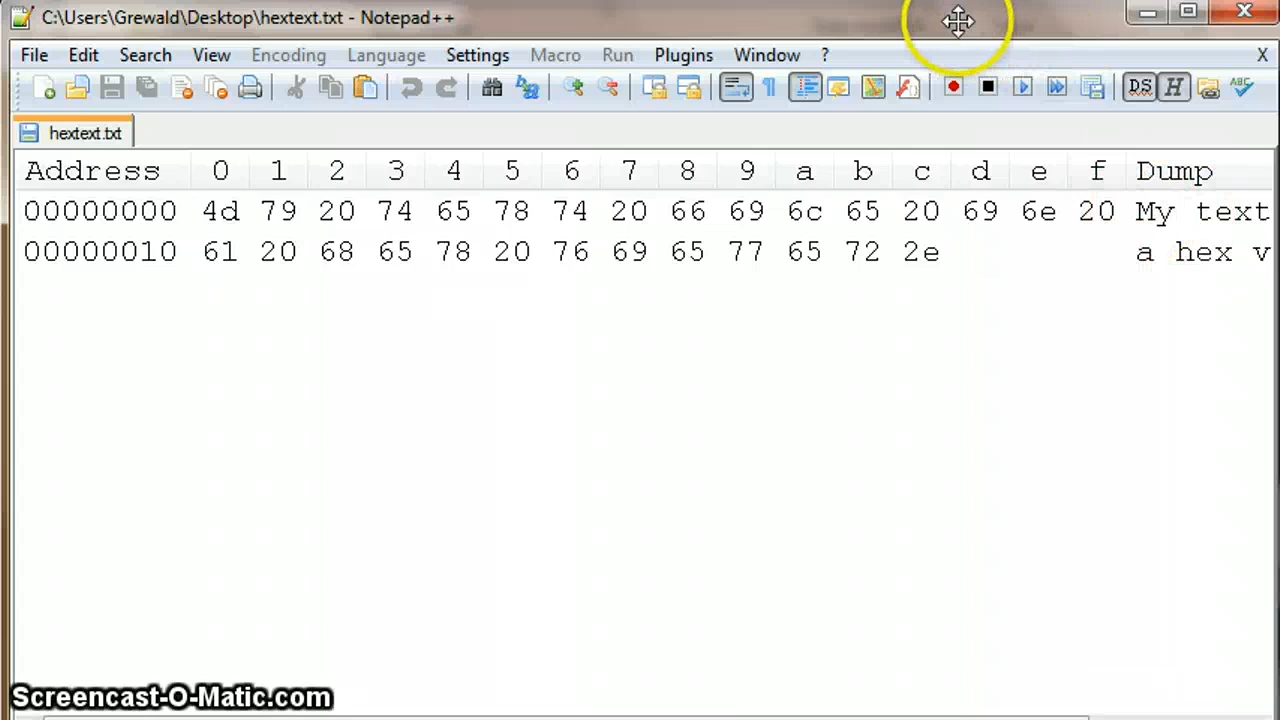 C:\Users\Grewald\Desktop\hextext.txt - Notepad++
File Edit Search View Encoding Language Settings Macro Run Plugins Window ? X
DS H ABC
hextext.txt
Address 0 1 2 3 4 5 6 7 8 9 a b c d e f Dump
00000000 4d 79 20 74 65 78 74 20 66 69 6c 65 20 69 6e 20 My text
00000010 61 20 68 65 78 20 76 69 65 77 65 72 2e a hex v
Screencast-O-Matic.com